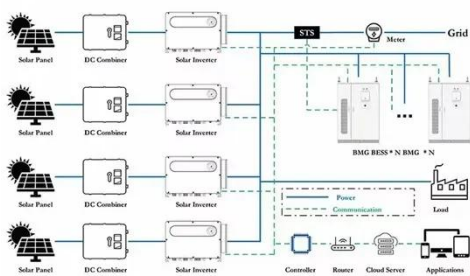 STS
Meter
Grid
Solar Panel
DC Combiner
Solar Inverter
Solar Panel
DC Combiner
Solar Inverter
BMG BESS * N BMG * N
Solar Panel
DC Combiner
Solar Inverter
Power
Communication
Load
Solar Panel
DC Combiner
Solar Inverter
Controller
Router
Cloud Server
Applications